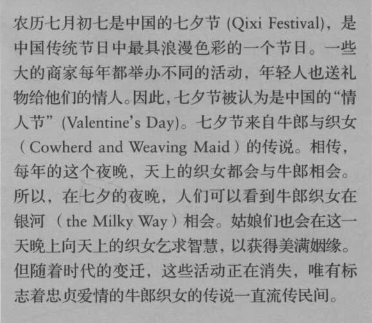 农历七月初七是中国的七夕节 (Qixi Festival)，是
中国传统节日中最具浪漫色彩的一个节日。一些
大的商家每年都举办不同的活动，年轻人也送礼
物给他们的情人。因此，七夕节被认为是中国的“情
人节” (Valentine's Day)。七夕节来自牛郎与织女
（Cowherd and Weaving Maid）的传说。相传，
每年的这个夜晚，天上的织女都会与牛郎相会。
所以，在七夕的夜晚，人们可以看到牛郎织女在
银河 （the Milky Way）相会。姑娘们也会在这一
天晚上向天上的织女乞求智慧，以获得美满姻缘。
但随着时代的变迁，这些活动正在消失，唯有标
志着忠贞爱情的牛郎织女的传说一直流传民间。